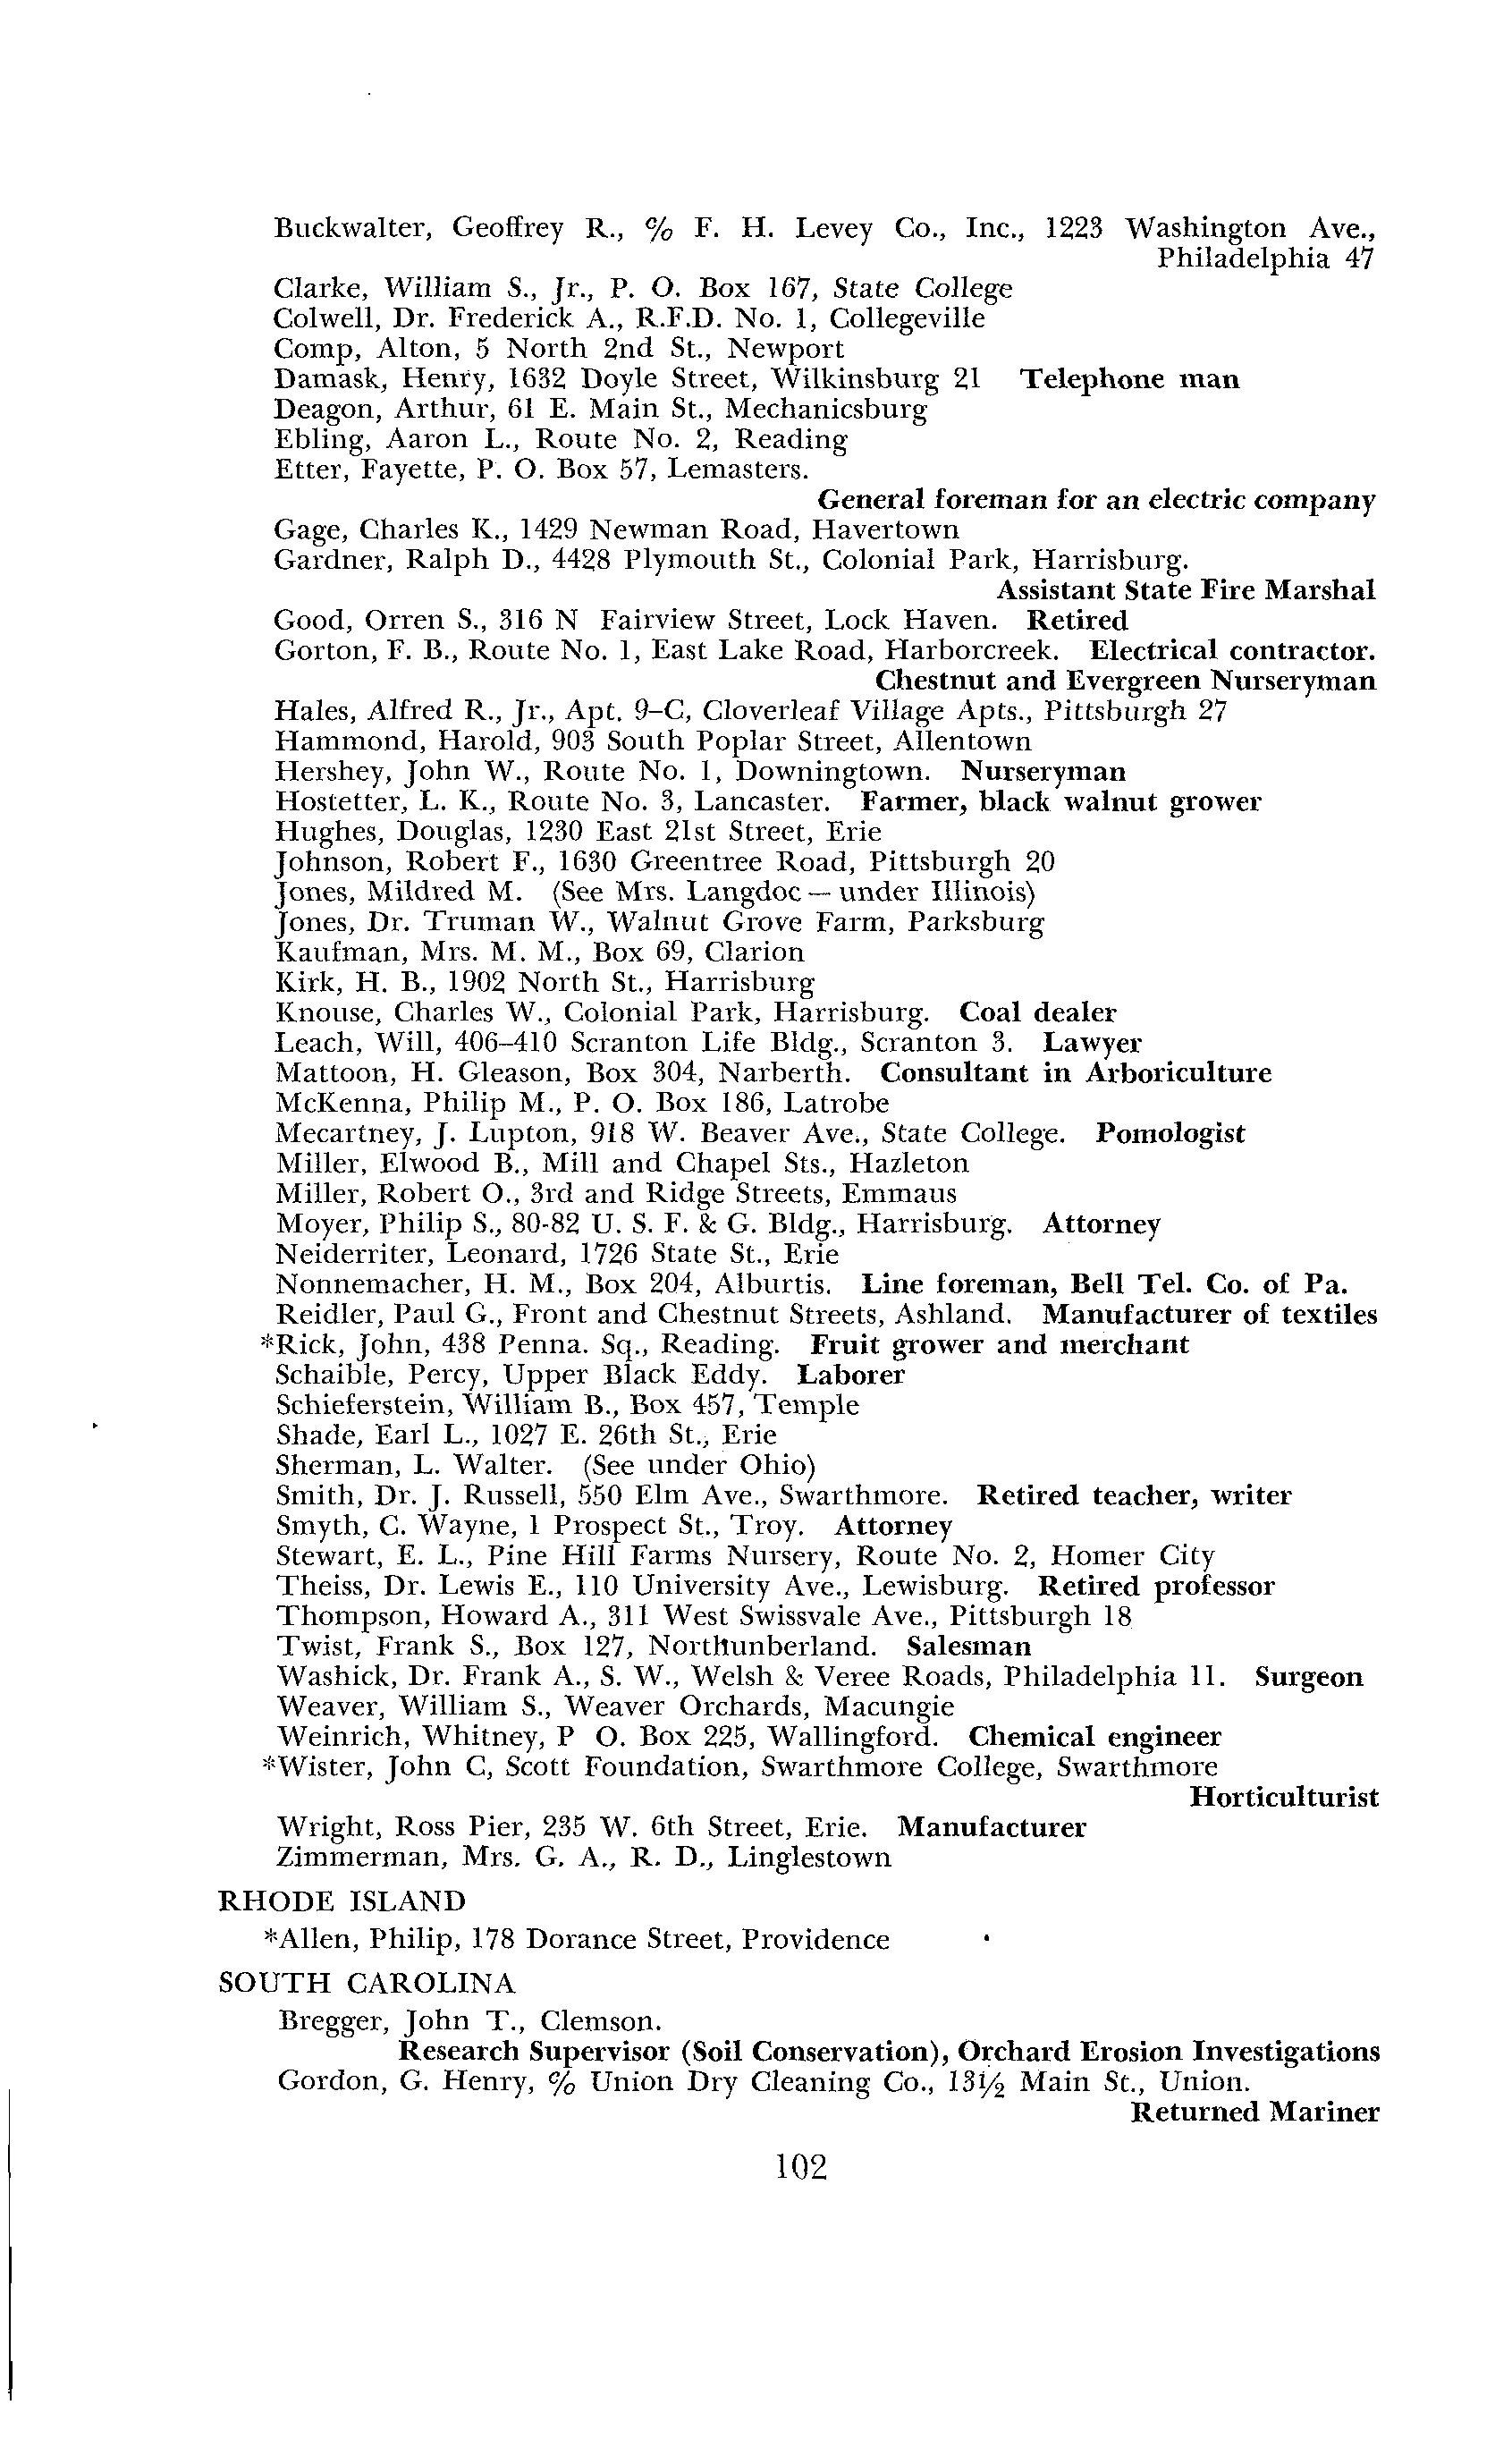 Buckwalter, Geoffrey R., % F. H. Levey Co., Inc., 1223 Washington Ave.,
Philadelphia 47
Clarke, William S., Jr., P. O. Box 167, State College
Colwell, Dr. Frederick A., R.F.D. No. 1, Collegeville
Comp, Alton, 5 North 2nd St., Newport
Damask, Henry, 1632 Doyle Street, Wilkinsburg 21 Telephone man
Deagon, Arthur, 61 E. Main St., Mechanicsburg
Ebling, Aaron L., Route No. 2, Reading
Etter, Fayette, P. O. Box 57, Lemasters.
General foreman for an electric company
Gage, Charles K., 1429 Newman Road, Havertown
Gardner, Ralph D., 4428 Plymouth St., Colonial Park, Harrisburg.
Assistant State Fire Marshal
Good, Orren S., 316 N Fairview Street, Lock Haven. Retired
Gorton, F. B., Route No. 1, East Lake Road, Harborcreek. Electrical contractor.
Chestnut and Evergreen Nurseryman
Hales, Alfred R., Jr., Apt. 9–C, Cloverleaf Village Apts., Pittsburgh 27
Hammond, Harold, 903 South Poplar Street, Allentown
Hershey, John W., Route No. 1, Downingtown. Nurseryman
Hostetter, L. K., Route No. 3, Lancaster. Farmer, black walnut grower
Hughes, Douglas, 1230 East 21st Street, Erie
Johnson, Robert F., 1630 Greentree Road, Pittsburgh 20
Jones, Mildred M. (See Mrs. Langdoc — under Illinois)
Jones, Dr. Truman W., Walnut Grove Farm, Parksburg
Kaufman, Mrs. M. M., Box 69, Clarion
Kirk, H. B., 1902 North St., Harrisburg
Knouse, Charles W., Colonial Park, Harrisburg. Coal dealer
Leach, Will, 406–410 Scranton Life Bldg., Scranton 3. Lawyer
Mattoon, H. Gleason, Box 304, Narberth. Consultant in Arboriculture
McKenna, Philip M., P. O. Box 186, Latrobe
Mecartney, J. Lupton, 918 W. Beaver Ave., State College. Pomologist
Miller, Elwood B., Mill and Chapel Sts., Hazleton
Miller, Robert O., 3rd and Ridge Streets, Emmaus
Moyer, Philip S., 80-82 U. S. F. & G. Bldg., Harrisburg. Attorney
Neiderriter, Leonard, 1726 State St., Erie
Nonnemacher, H. M., Box 204, Alburtis. Line foreman, Bell Tel. Co. of Pa.
Reidler, Paul G., Front and Chestnut Streets, Ashland. Manufacturer of textiles
*Rick, John, 438 Penna. Sq., Reading. Fruit grower and merchant
Schaible, Percy, Upper Black Eddy. Laborer
Schieferstein, William B., Box 457, Temple
Shade, Earl L., 1027 E. 26th St., Erie
Sherman, L. Walter. (See under Ohio)
Smith, Dr. J. Russell, 550 Elm Ave., Swarthmore. Retired teacher, writer
Smyth, C. Wayne, 1 Prospect St., Troy. Attorney
Stewart, E. L., Pine Hill Farms Nursery, Route No. 2, Homer City
Theiss, Dr. Lewis E., 110 University Ave., Lewisburg. Retired professor
Thompson, Howard A., 311 West Swissvale Ave., Pittsburgh 18
Twist, Frank S., Box 127, Northunberland. Salesman
Washick, Dr. Frank A., S. W., Welsh & Veree Roads, Philadelphia 11. Surgeon
Weaver, William S., Weaver Orchards, Macungie
Weinrich, Whitney, P O. Box 225, Wallingford. Chemical engineer
*Wister, John C, Scott Foundation, Swarthmore College, Swarthmore
Horticulturist
Wright, Ross Pier, 235 W. 6th Street, Erie. Manufacturer
Zimmerman, Mrs. G. A., R. D., Linglestown
RHODE ISLAND
*Allen, Philip, 178 Dorance Street, Providence
SOUTH CAROLINA
Bregger, John T., Clemson.
Research Supervisor (Soil Conservation), Orchard Erosion Investigations
Gordon, G. Henry, % Union Dry Cleaning Co., 13½ Main St., Union.
Returned Mariner
102